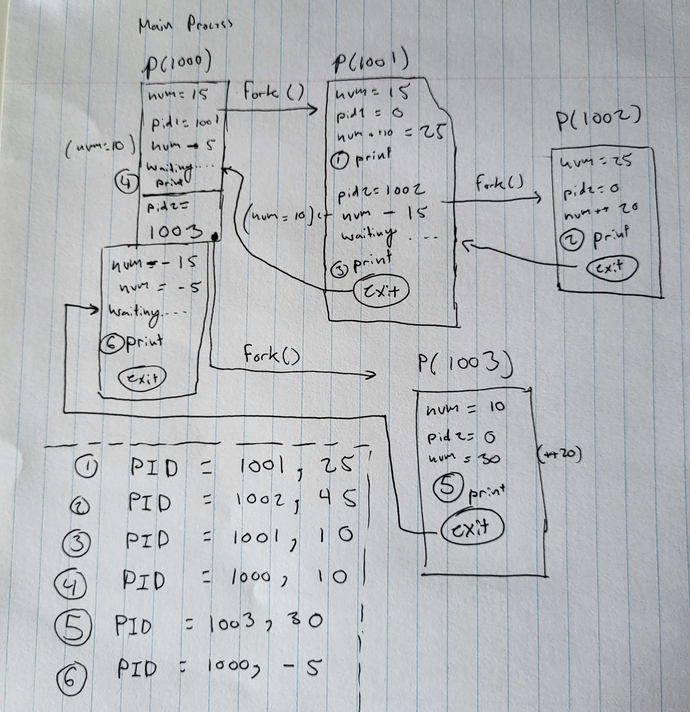 Main Process
P(1000)
num = 15
pid1 = 1001
num → 5
(num=10)
waiting....
④ print
pid2 =
1003
num -= 15
num = -5
waiting....
⑥ print
exit
fork()
P(1001)
num = 15
pid1 = 0
num += 10 = 25
① print
pid2 = 1002
(num = 10) ← num - 15
waiting ....
③ print
exit
fork()
P(1002)
num = 25
pid2 = 0
num += 20
② print
exit
fork()
P(1003)
num = 10
pid2 = 0
num = 30
(+=20)
⑤ print
exit
① PID = 1001, 25
② PID = 1002, 45
③ PID = 1001, 10
④ PID = 1000, 10
⑤ PID = 1003, 30
⑥ PID = 1000, -5